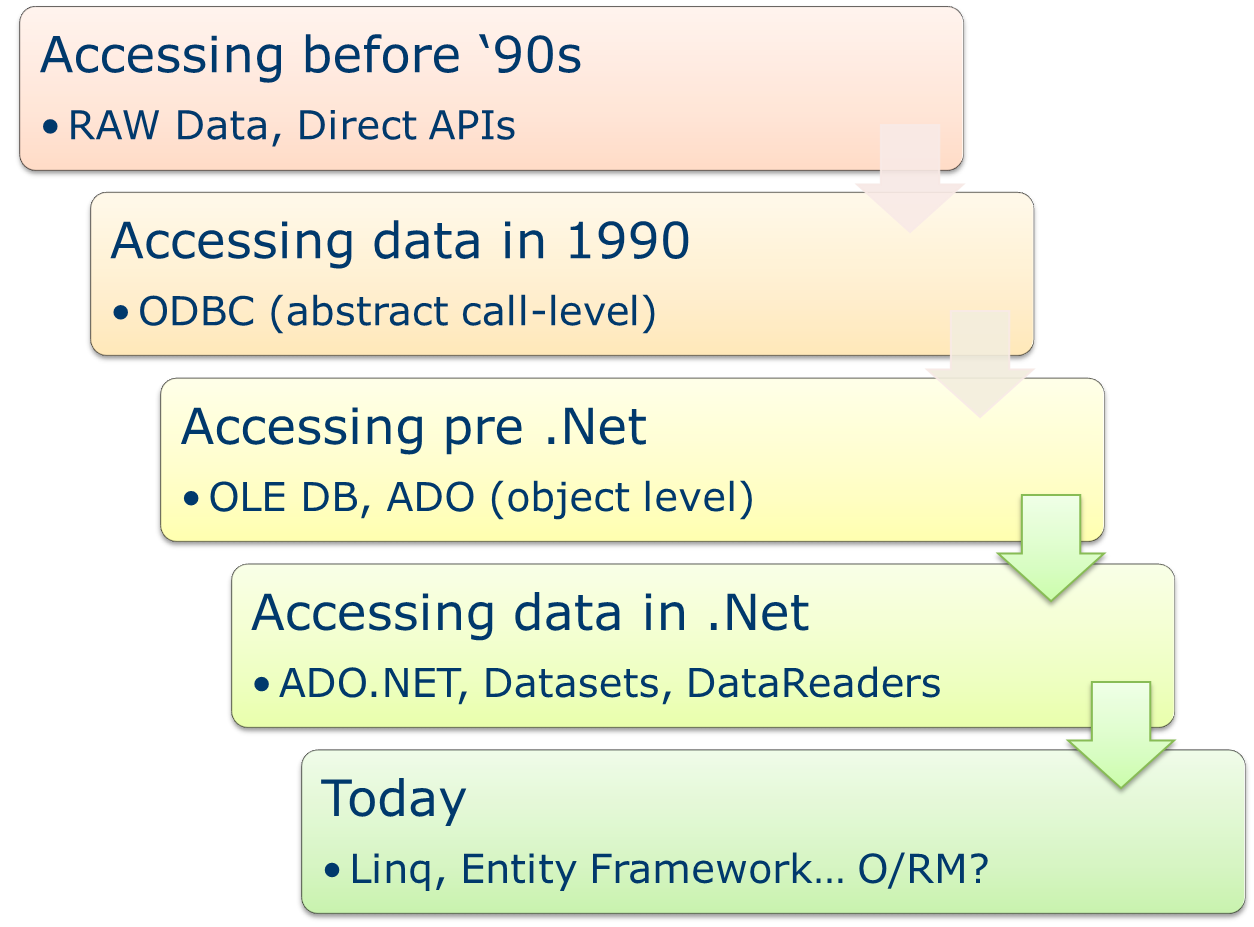 Accessing before ‘90s
• RAW Data, Direct APIs
Accessing data in 1990
• ODBC (abstract call-level)
Accessing pre .Net
• OLE DB, ADO (object level)
Accessing data in .Net
• ADO.NET, Datasets, DataReaders
Today
• Linq, Entity Framework… O/RM?